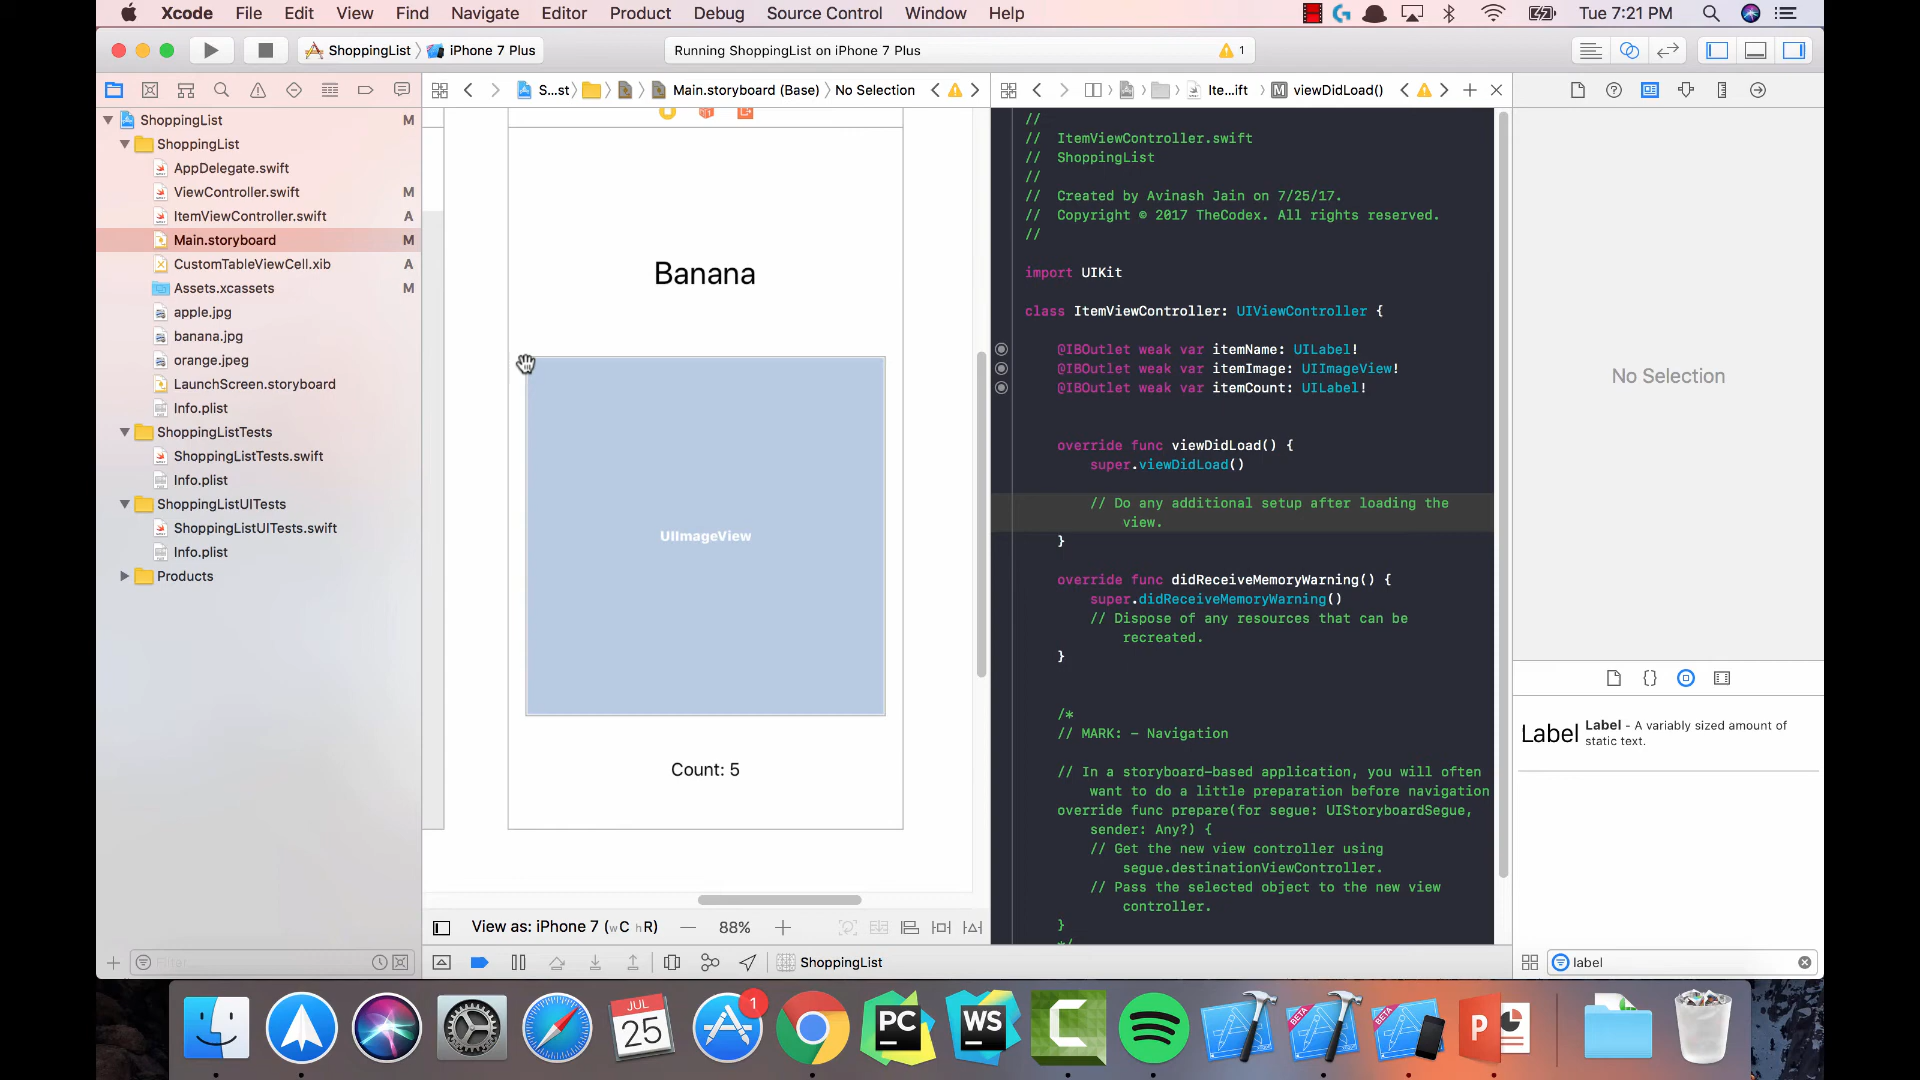 Xcode File Edit View Find Navigate Editor Product Debug Source Control Window Help Tue 7:21 PM
ShoppingList iPhone 7 Plus Running ShoppingList on iPhone 7 Plus 1
S...st Main.storyboard (Base) No Selection Ite...ift M viewDidLoad()
ShoppingList M
ShoppingList
AppDelegate.swift
ViewController.swift M
ItemViewController.swift A
Main.storyboard M
CustomTableViewCell.xib A
Assets.xcassets M
apple.jpg
banana.jpg
orange.jpeg
LaunchScreen.storyboard
Info.plist
ShoppingListTests
ShoppingListTests.swift
Info.plist
ShoppingListUITests
ShoppingListUITests.swift
Info.plist
Products
Banana
UIImageView
Count: 5
View as: iPhone 7 (wC hR) 88%
ShoppingList
//
// ItemViewController.swift
// ShoppingList
//
// Created by Avinash Jain on 7/25/17.
// Copyright © 2017 TheCodex. All rights reserved.
//
import UIKit
class ItemViewController: UIViewController {
@IBOutlet weak var itemName: UILabel!
@IBOutlet weak var itemImage: UIImageView!
@IBOutlet weak var itemCount: UILabel!
override func viewDidLoad() {
super.viewDidLoad()
// Do any additional setup after loading the
view.
}
override func didReceiveMemoryWarning() {
super.didReceiveMemoryWarning()
// Dispose of any resources that can be
recreated.
}
/*
// MARK: - Navigation
// In a storyboard-based application, you will often
want to do a little preparation before navigation
override func prepare(for segue: UIStoryboardSegue,
sender: Any?) {
// Get the new view controller using
segue.destinationViewController.
// Pass the selected object to the new view
controller.
}
*/
No Selection
Label Label - A variably sized amount of
static text.
label
JUL
25
1
PC
WS
BETA
BETA
P